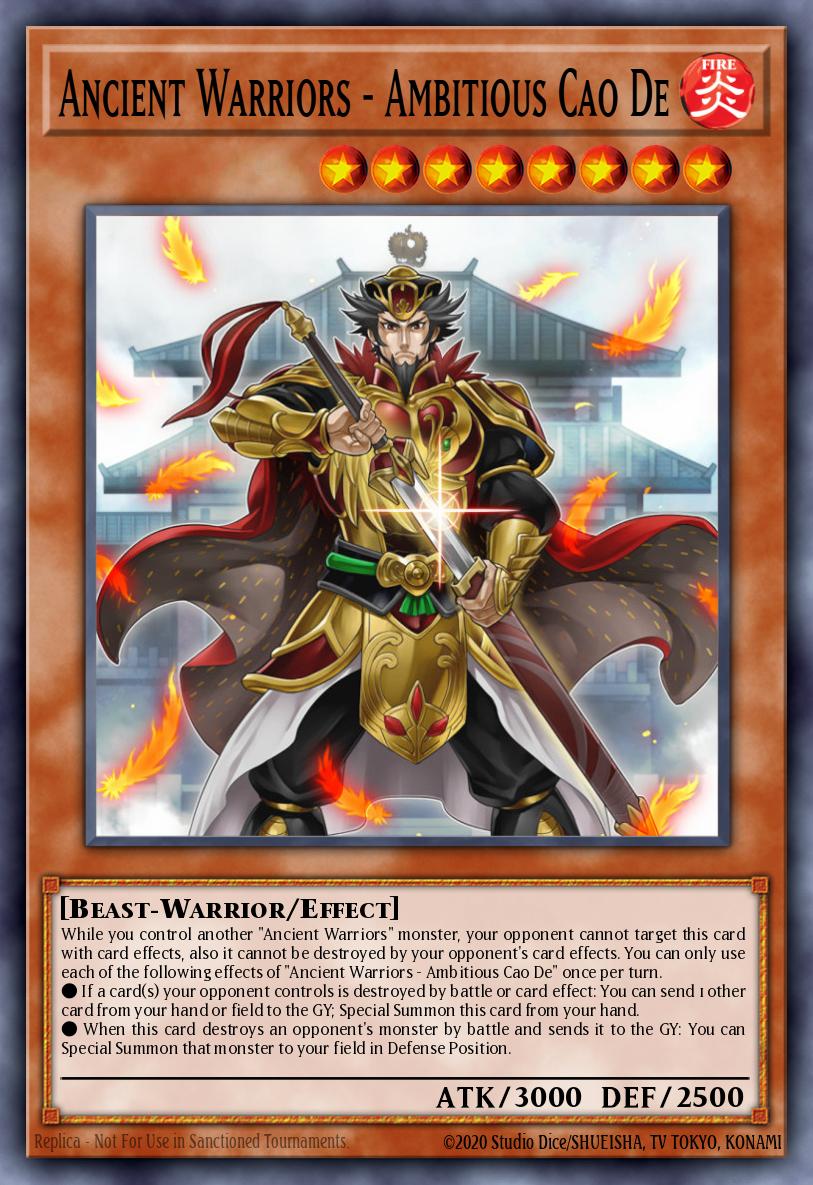 Ancient Warriors - Ambitious Cao De
FIRE
炎
[Beast-Warrior/Effect]
While you control another "Ancient Warriors" monster, your opponent cannot target this card
with card effects, also it cannot be destroyed by your opponent's card effects. You can only use
each of the following effects of "Ancient Warriors - Ambitious Cao De" once per turn.
● If a card(s) your opponent controls is destroyed by battle or card effect: You can send 1 other
card from your hand or field to the GY; Special Summon this card from your hand.
● When this card destroys an opponent's monster by battle and sends it to the GY: You can
Special Summon that monster to your field in Defense Position.
ATK/3000 DEF/2500
Replica - Not For Use in Sanctioned Tournaments. ©2020 Studio Dice/SHUEISHA, TV TOKYO, KONAMI